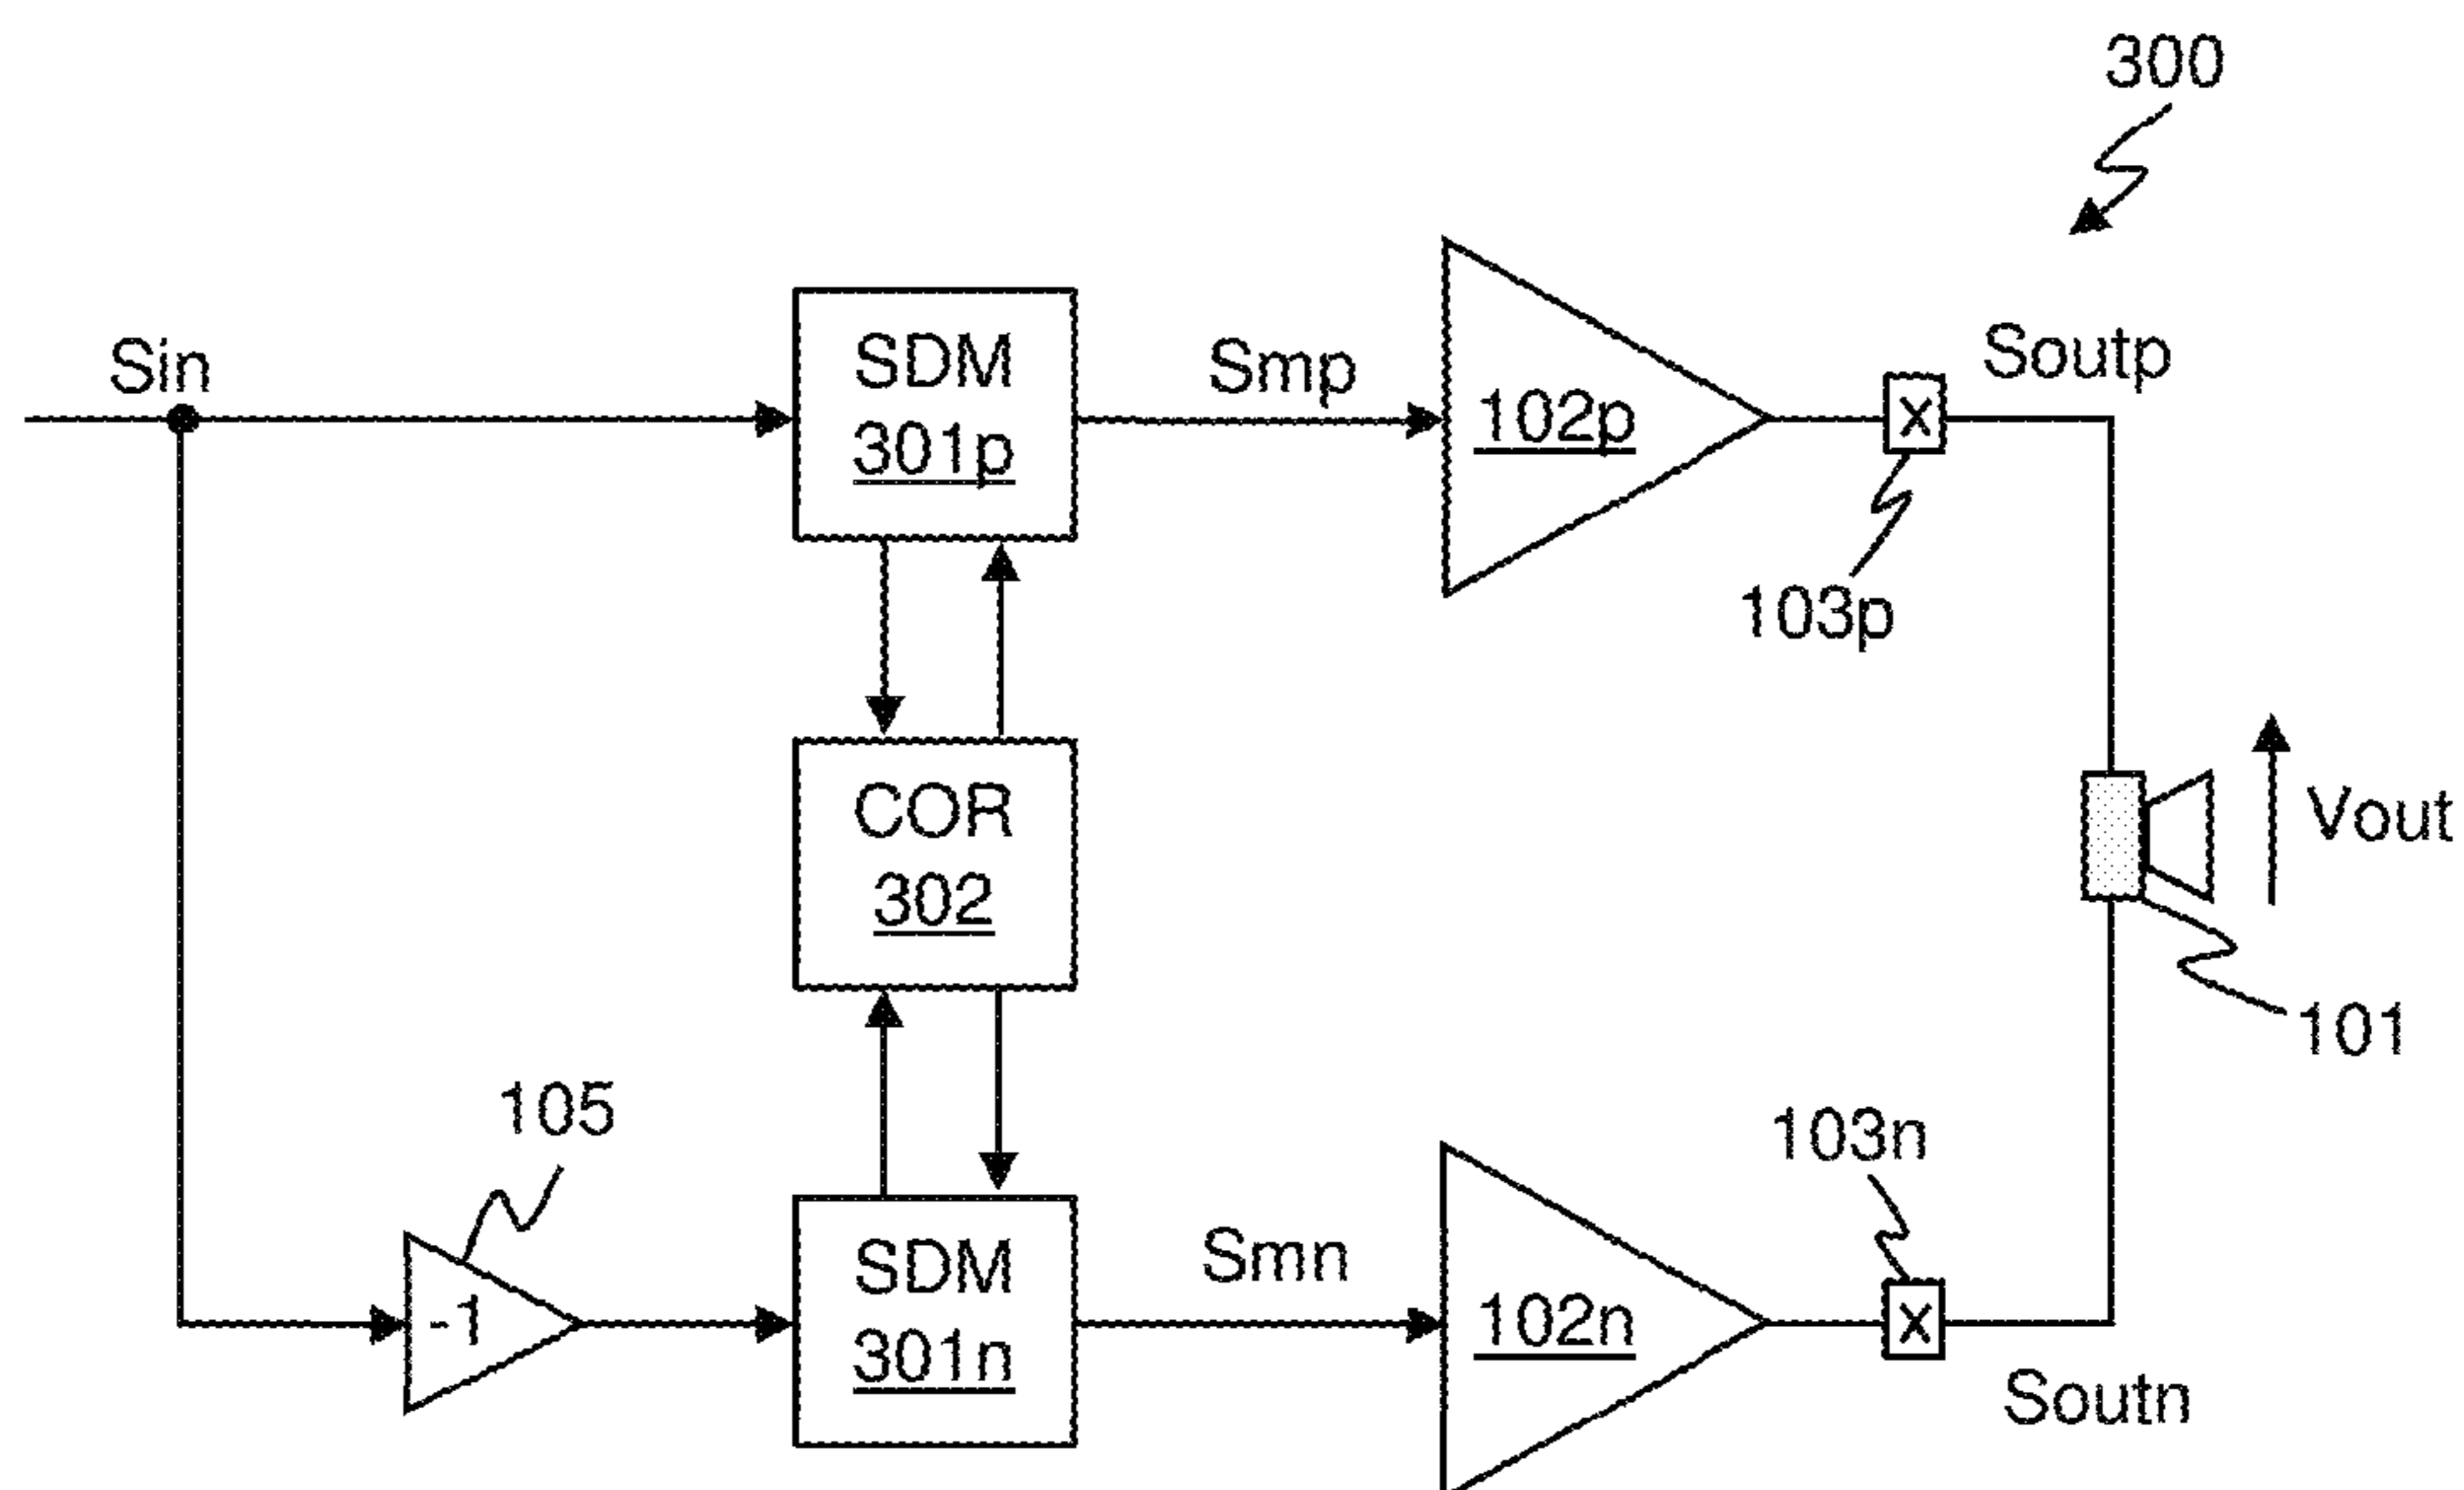 300
Sin
SDM
301p
Smp
102p
X
Soutp
103p
COR
302
Vout
101
105
-1
SDM
301n
Smn
102n
103n
X
Soutn